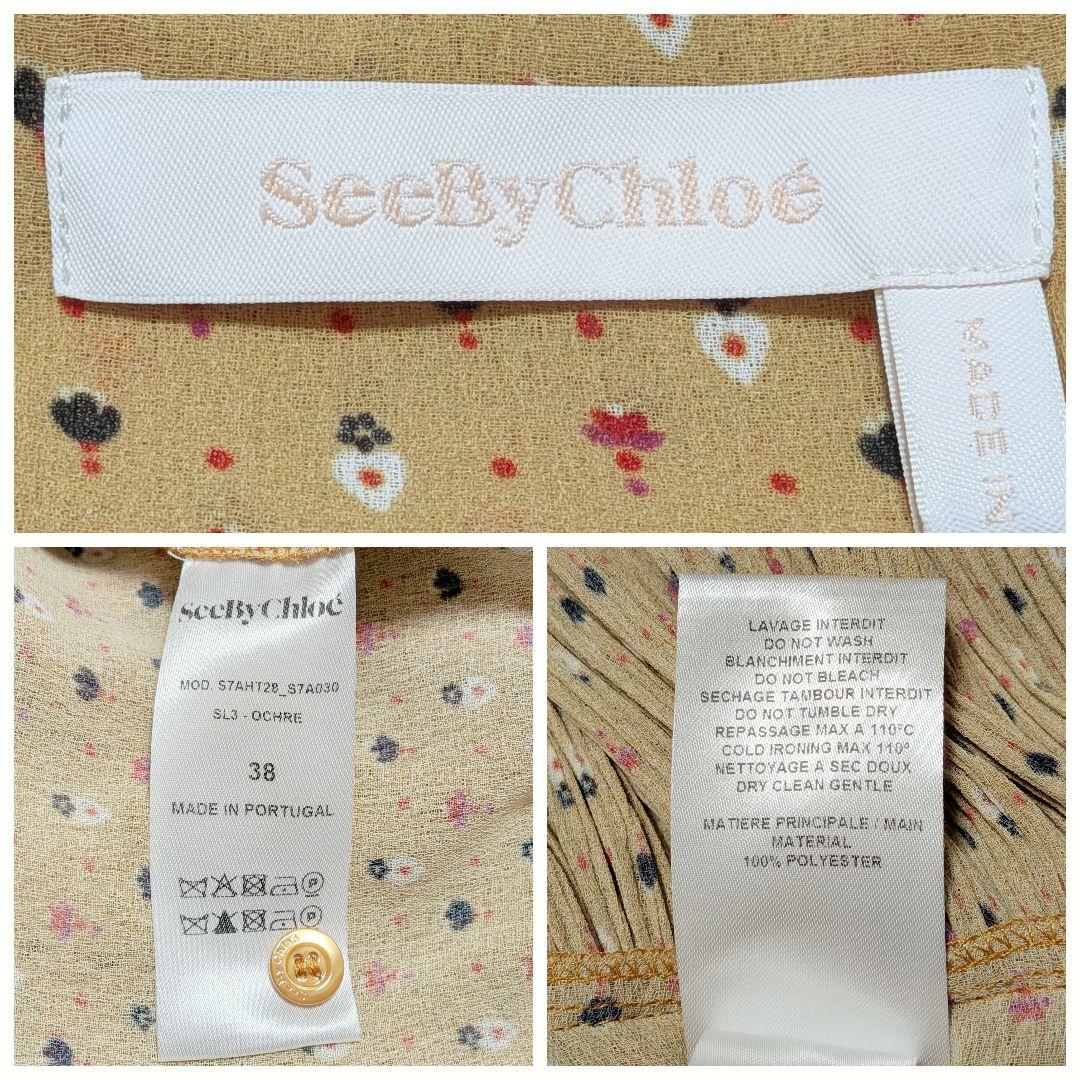 SeeByChloé
MADE IN
SeeByChloé
MOD. S7AHT28_S7A030
SL3 - OCHRE
38
MADE IN PORTUGAL
LAVAGE INTERDIT
DO NOT WASH
BLANCHIMENT INTERDIT
DO NOT BLEACH
SECHAGE TAMBOUR INTERDIT
DO NOT TUMBLE DRY
REPASSAGE MAX A 110°C
COLD IRONING MAX 110°
NETTOYAGE A SEC DOUX
DRY CLEAN GENTLE
MATIERE PRINCIPALE / MAIN
MATERIAL
100% POLYESTER